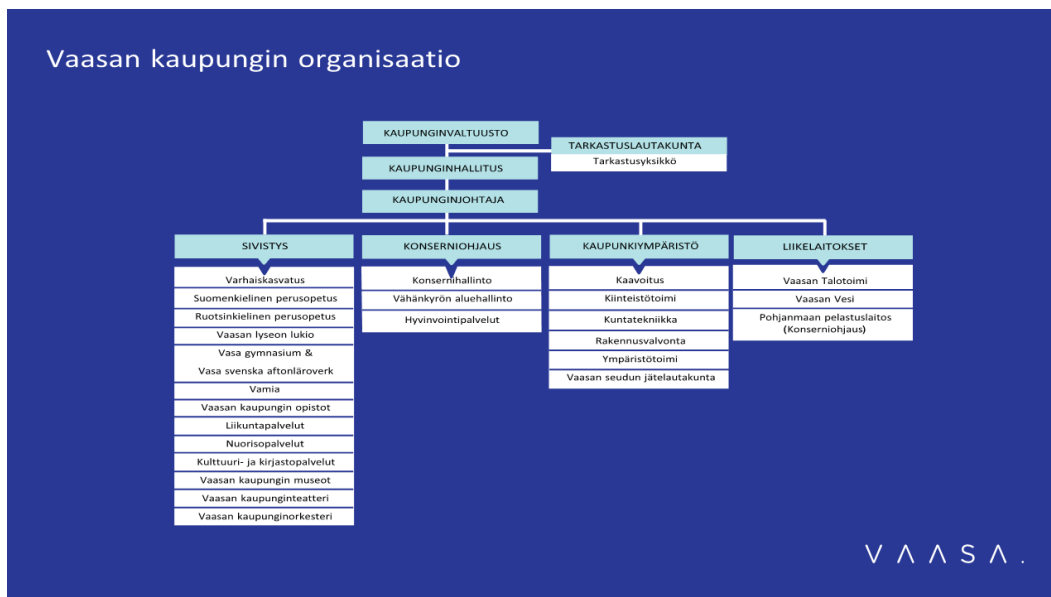 Vaasan kaupungin organisaatio
KAUPUNGINVALTUUSTO
TARKASTUSLAUTAKUNTA
Tarkastusyksikkö
KAUPUNGINHALLITUS
KAUPUNGINJOHTAJA
SIVISTYS
Varhaiskasvatus
Suomenkielinen perusopetus
Ruotsinkielinen perusopetus
Vaasan lyseon lukio
Vasa gymnasium &
Vasa svenska aftonläroverk
Vamia
Vaasan kaupungin opistot
Liikuntapalvelut
Nuorisopalvelut
Kulttuuri- ja kirjastopalvelut
Vaasan kaupungin museot
Vaasan kaupunginteatteri
Vaasan kaupunginorkesteri
KONSERNIOHJAUS
Konsernihallinto
Vähänkyrön aluehallinto
Hyvinvointipalvelut
KAUPUNKIYMPÄRISTÖ
Kaavoitus
Kiinteistötoimi
Kuntatekniikka
Rakennusvalvonta
Ympäristötoimi
Vaasan seudun jätelautakunta
LIIKELAITOKSET
Vaasan Talotoimi
Vaasan Vesi
Pohjanmaan pelastuslaitos
(Konserniohjaus)
VAASA.